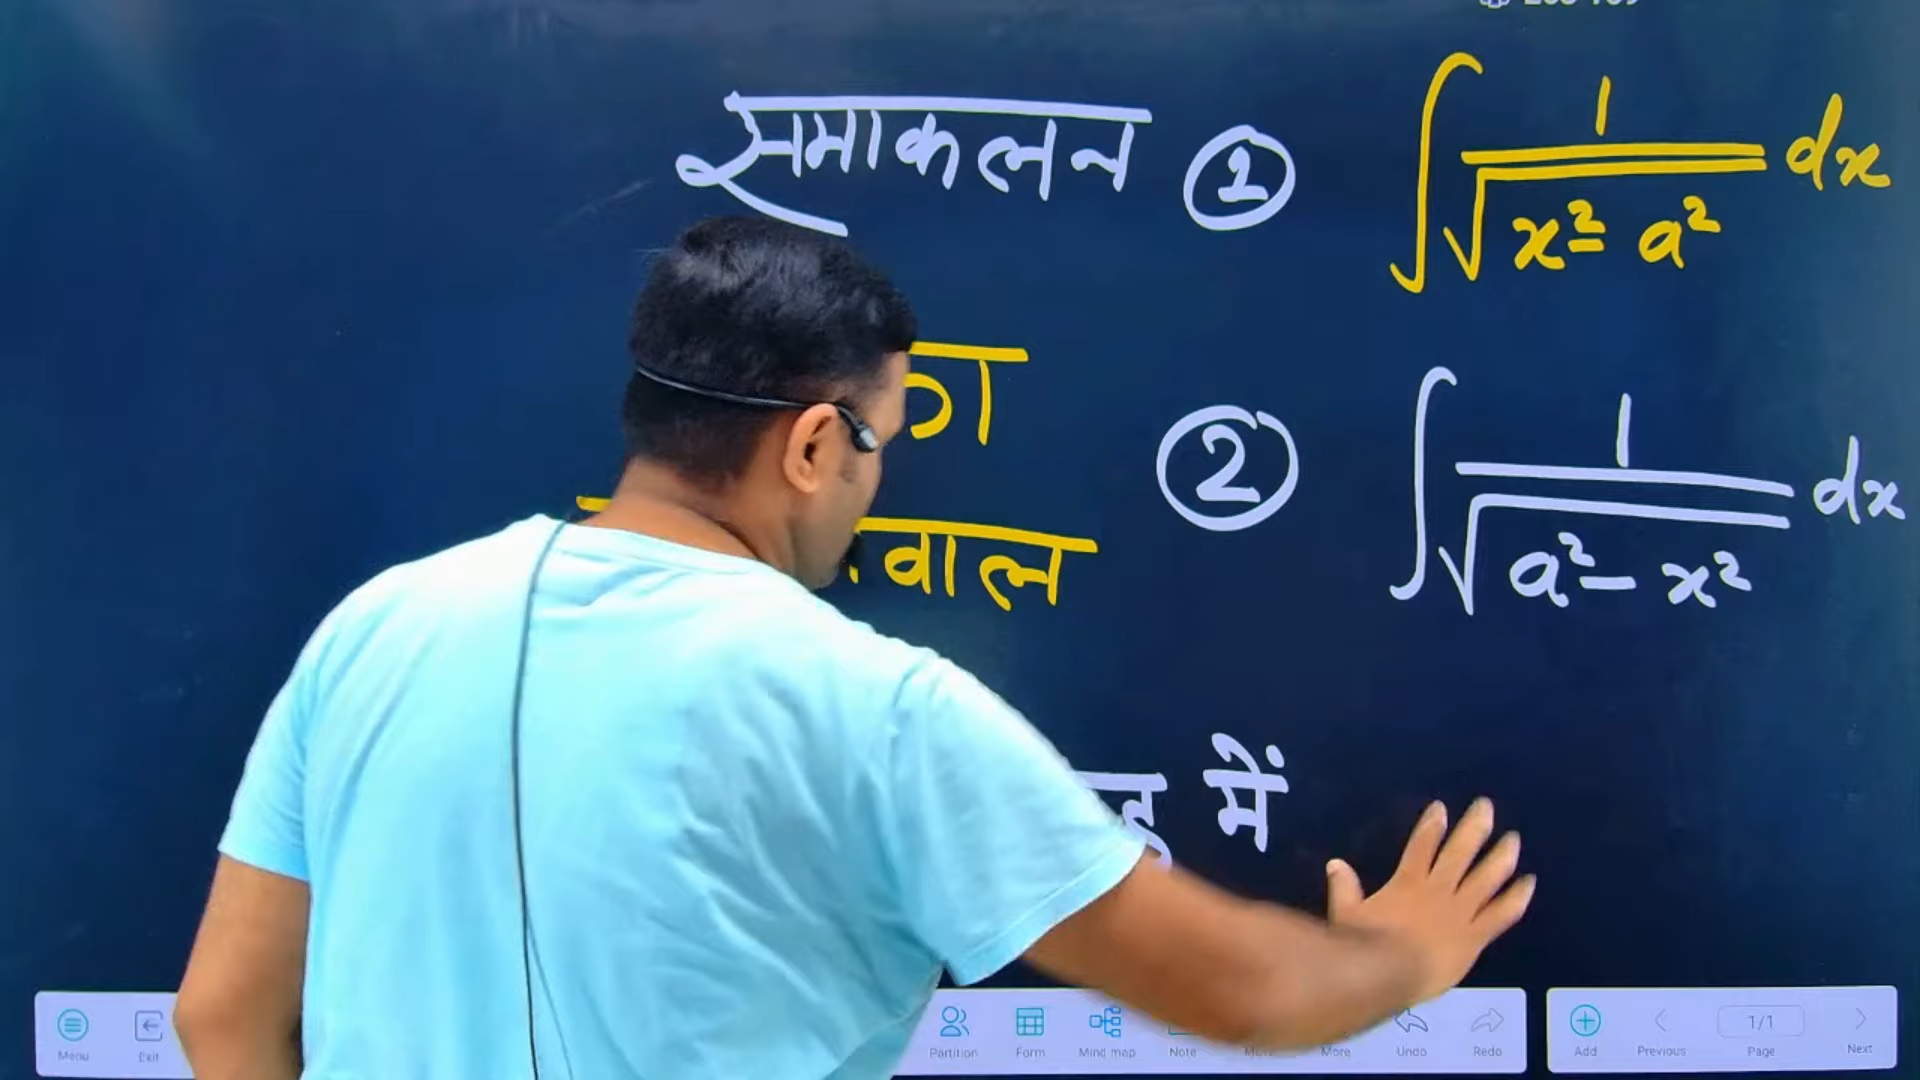 समाकलन ① ∫ 1/√(x² - a²) dx
का
② ∫ 1/√(a² - x²) dx
में
Menu Exit Partition Form Mind map Note More More Undo Redo Add Previous 1/1 Page Next